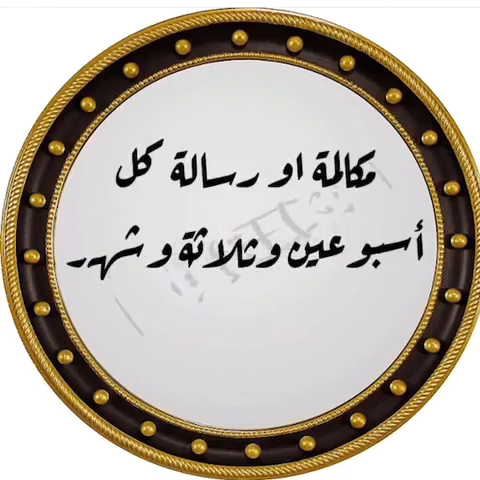 مكالمة او رسالة كل
أسبوعين وثلاثة وشهر